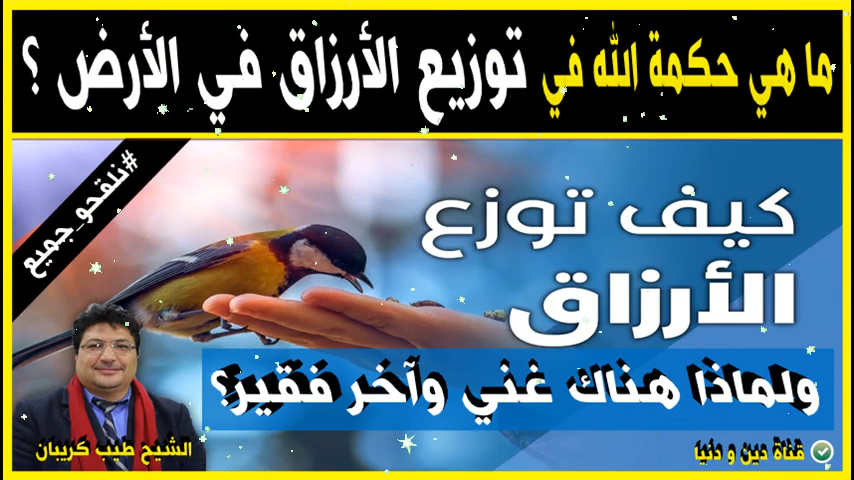 ما هي حكمة الله في توزيع الأرزاق في الأرض ؟
#نلقحو_جميع
كيف توزع
الأرزاق
ولماذا هناك غني وآخر فقير؟
الشيخ طيب كريبان
قناة دين و دنيا